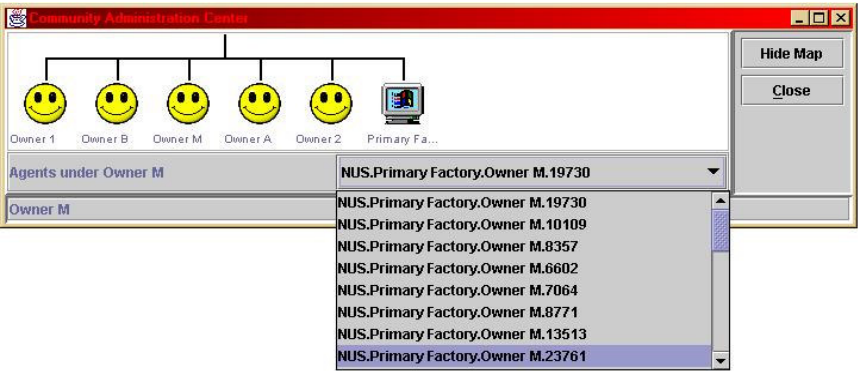 Community Administration Center
Hide Map
Close
Owner 1 Owner B Owner M Owner A Owner 2 Primary Fa...
Agents under Owner M NUS.Primary Factory.Owner M.19730
Owner M
NUS.Primary Factory.Owner M.19730
NUS.Primary Factory.Owner M.10109
NUS.Primary Factory.Owner M.8357
NUS.Primary Factory.Owner M.6602
NUS.Primary Factory.Owner M.7064
NUS.Primary Factory.Owner M.8771
NUS.Primary Factory.Owner M.13513
NUS.Primary Factory.Owner M.23761